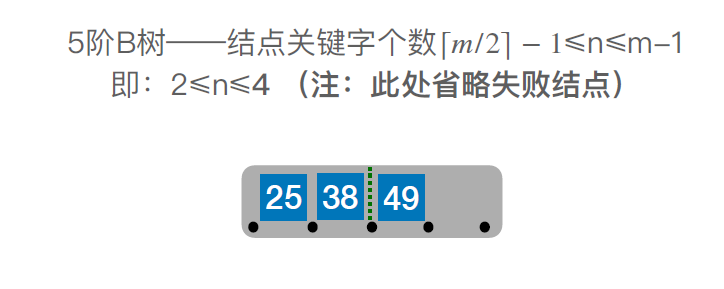 5阶B树——结点关键字个数⌈m/2⌉ − 1≤n≤m−1
即：2≤n≤4 （注：此处省略失败结点）
25 38 49